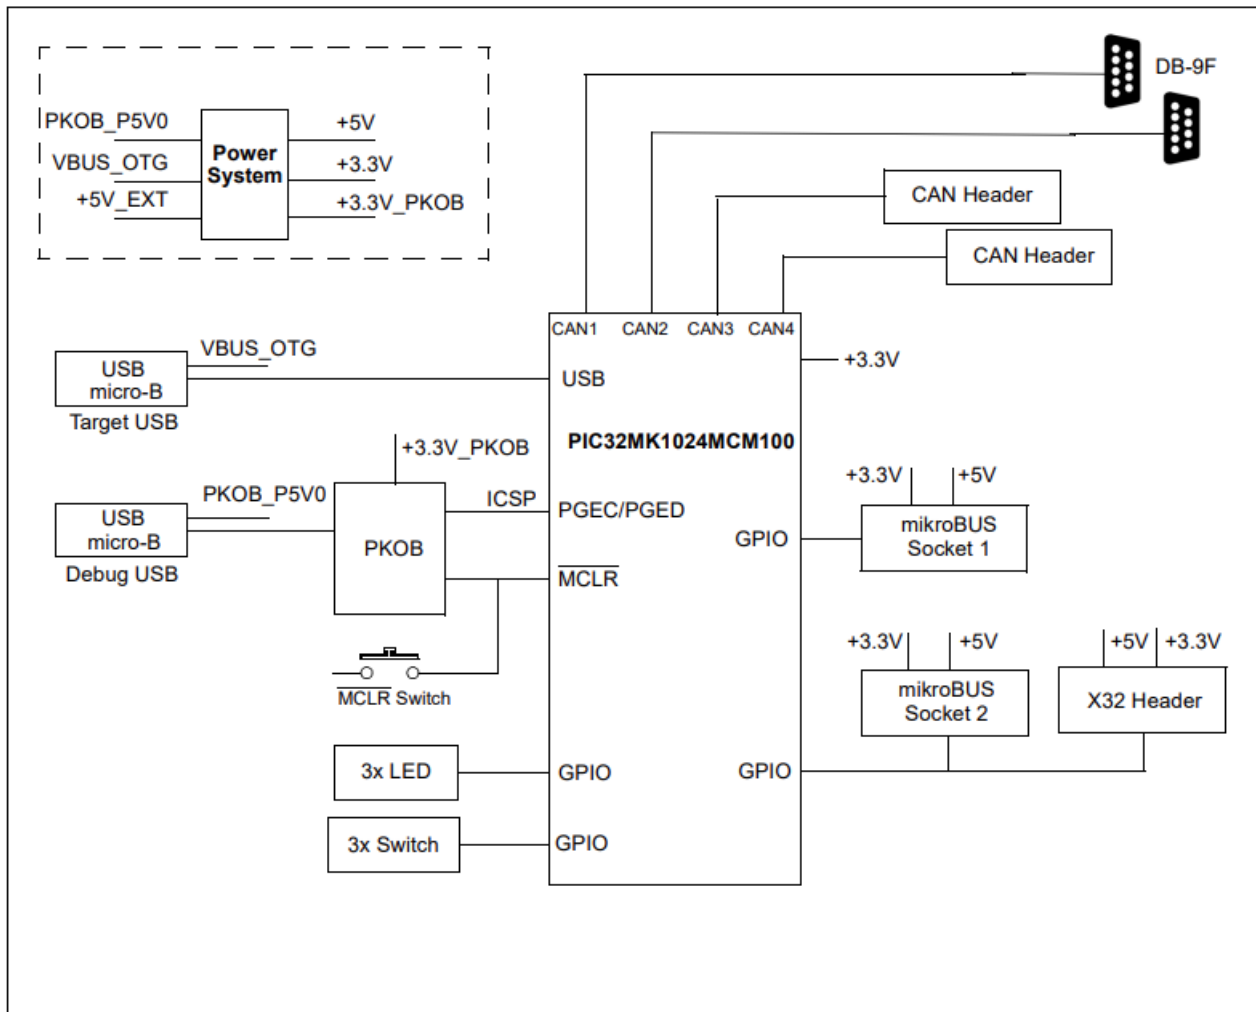 DB-9F
PKOB_P5V0
+5V
VBUS_OTG
Power
System
+3.3V
+5V_EXT
+3.3V_PKOB
CAN Header
CAN Header
CAN1
CAN2
CAN3
CAN4
VBUS_OTG
+3.3V
USB
micro-B
USB
Target USB
PIC32MK1024MCM100
+3.3V_PKOB
+3.3V
+5V
PKOB_P5V0
ICSP
PGEC/PGED
USB
micro-B
mikroBUS
Socket 1
GPIO
PKOB
Debug USB
MCLR
+3.3V
+5V
+5V
+3.3V
MCLR Switch
mikroBUS
Socket 2
X32 Header
3x LED
GPIO
GPIO
3x Switch
GPIO